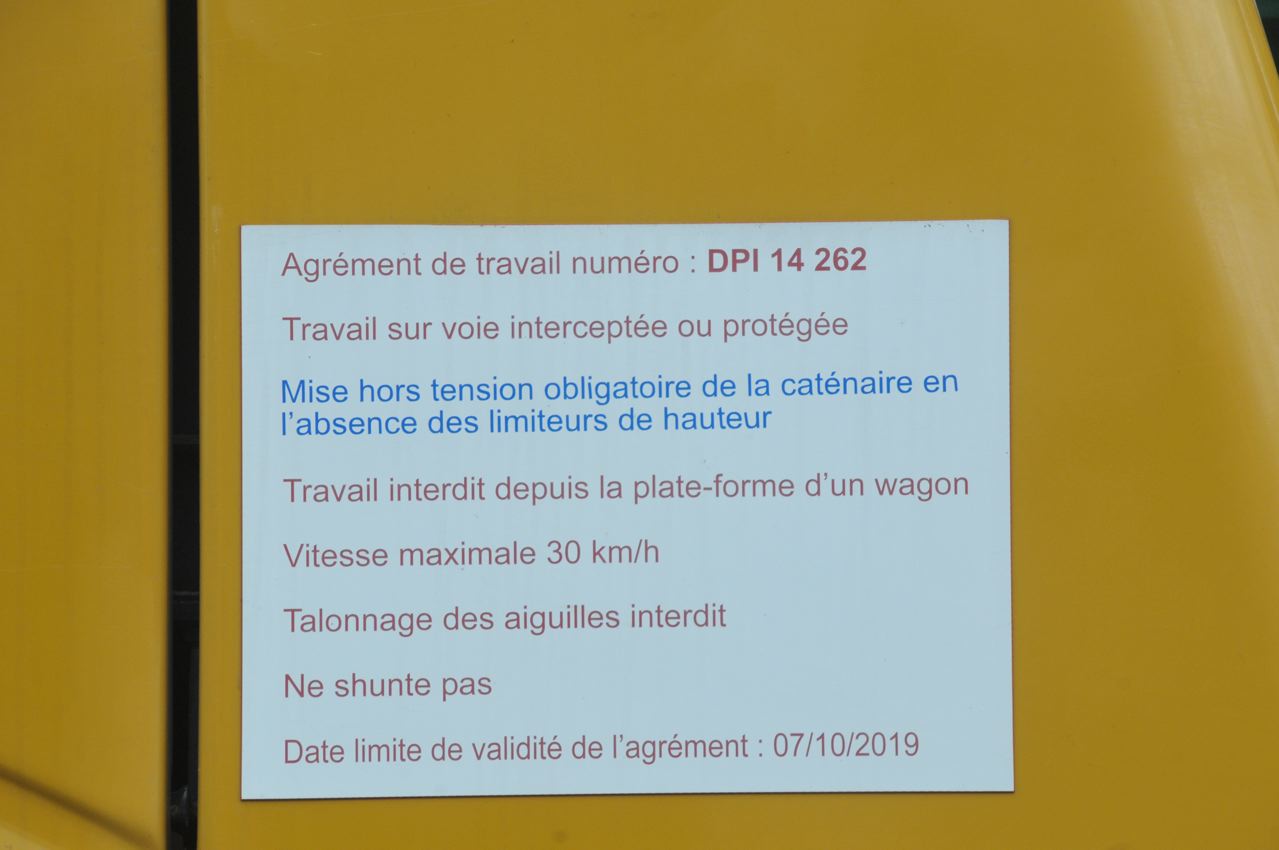 Agrément de travail numéro : DPI 14 262
Travail sur voie interceptée ou protégée
Mise hors tension obligatoire de la caténaire en
l'absence des limiteurs de hauteur
Travail interdit depuis la plate-forme d'un wagon
Vitesse maximale 30 km/h
Talonnage des aiguilles interdit
Ne shunte pas
Date limite de validité de l'agrément : 07/10/2019